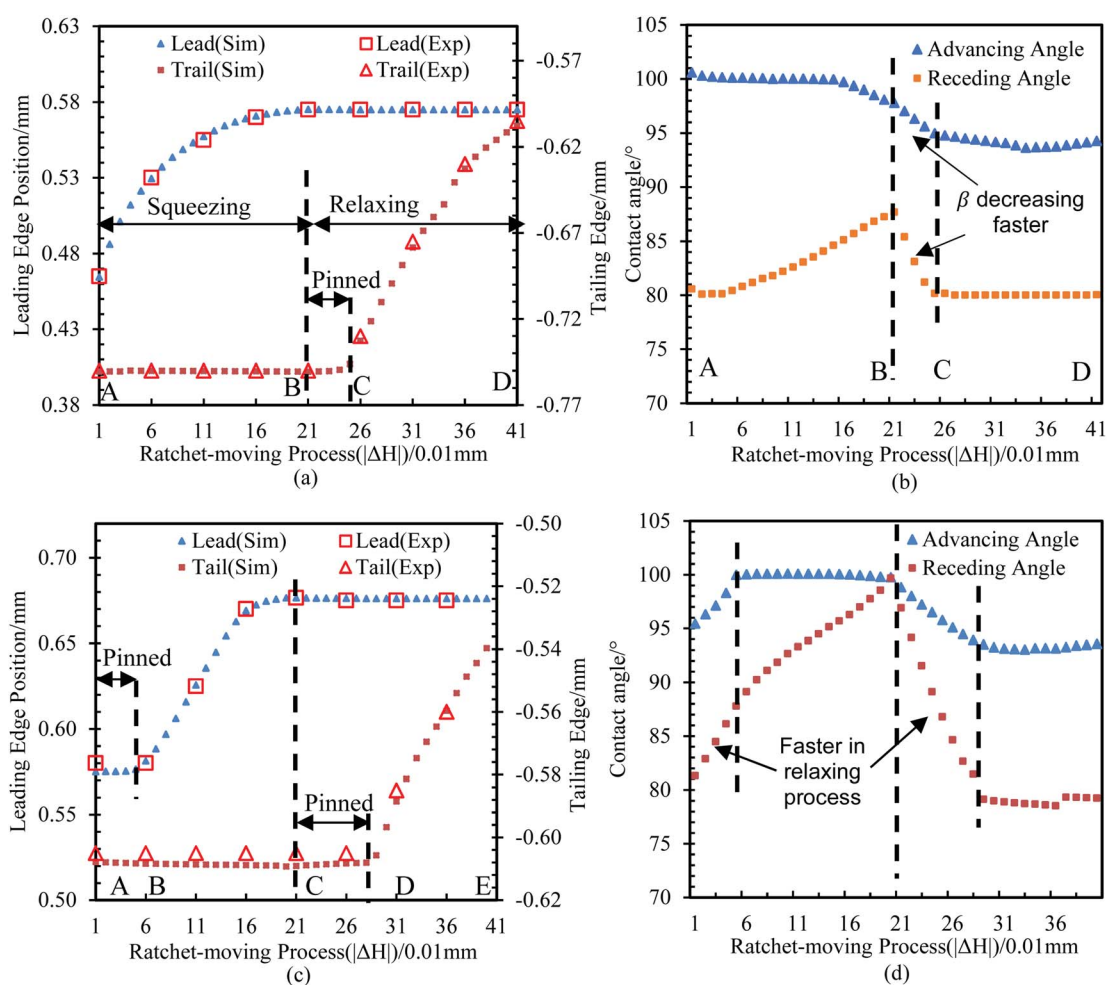 0.63
0.58
0.53
0.48
0.43
0.38
Leading Edge Position/mm
Lead(Sim)
Lead(Exp)
Trail(Sim)
Trail(Exp)
Squeezing
Relaxing
Pinned
A
B
C
D
-0.57
-0.62
-0.67
-0.72
-0.77
Tailing Edge/mm
1 6 11 16 21 26 31 36 41
Ratchet-moving Process(|ΔH|)/0.01mm
(a)
105
100
95
90
85
80
75
70
Contact angle/°
Advancing Angle
Receding Angle
β decreasing
faster
A
B
C
D
1 6 11 16 21 26 31 36 41
Ratchet-moving Process(|ΔH|)/0.01mm
(b)
0.70
0.65
0.60
0.55
0.50
Leading Edge Position/mm
Lead(Sim)
Lead(Exp)
Tail(Sim)
Tail(Exp)
Pinned
Pinned
A
B
C
D
E
-0.50
-0.52
-0.54
-0.56
-0.58
-0.60
-0.62
Tailing Edge/mm
1 6 11 16 21 26 31 36 41
Ratchet-moving Process(|ΔH|)/0.01mm
(c)
105
100
95
90
85
80
75
70
Contact angle/°
Advancing Angle
Receding Angle
Faster in
relaxing
process
1 6 11 16 21 26 31 36 41
Ratchet-moving Process(|ΔH|)/0.01mm
(d)